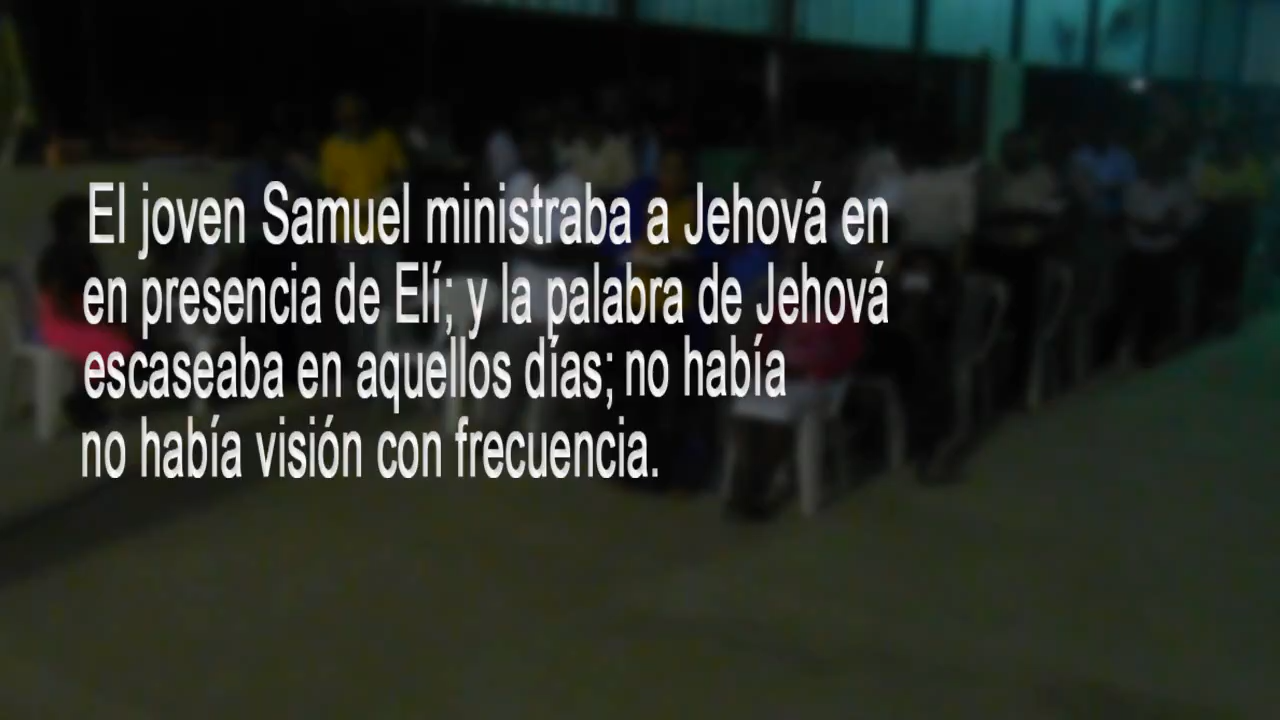 El joven Samuel ministraba a Jehová en
en presencia de Elí; y la palabra de Jehová
escaseaba en aquellos días; no había
no había visión con frecuencia.